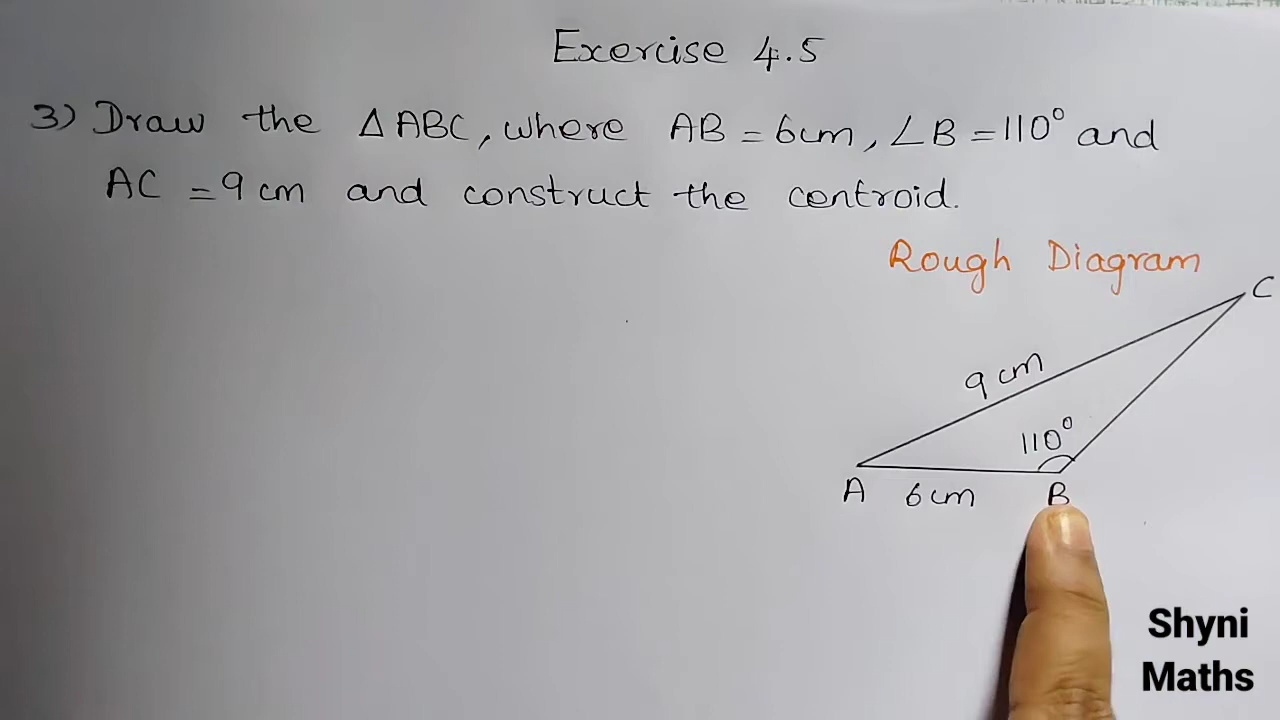 Exercise 4.5
3) Draw the △ABC, where AB = 6cm, ∠B = 110° and
AC = 9 cm and construct the centroid.
Rough Diagram
C
9 cm
110°
A 6cm B
Shyni
Maths